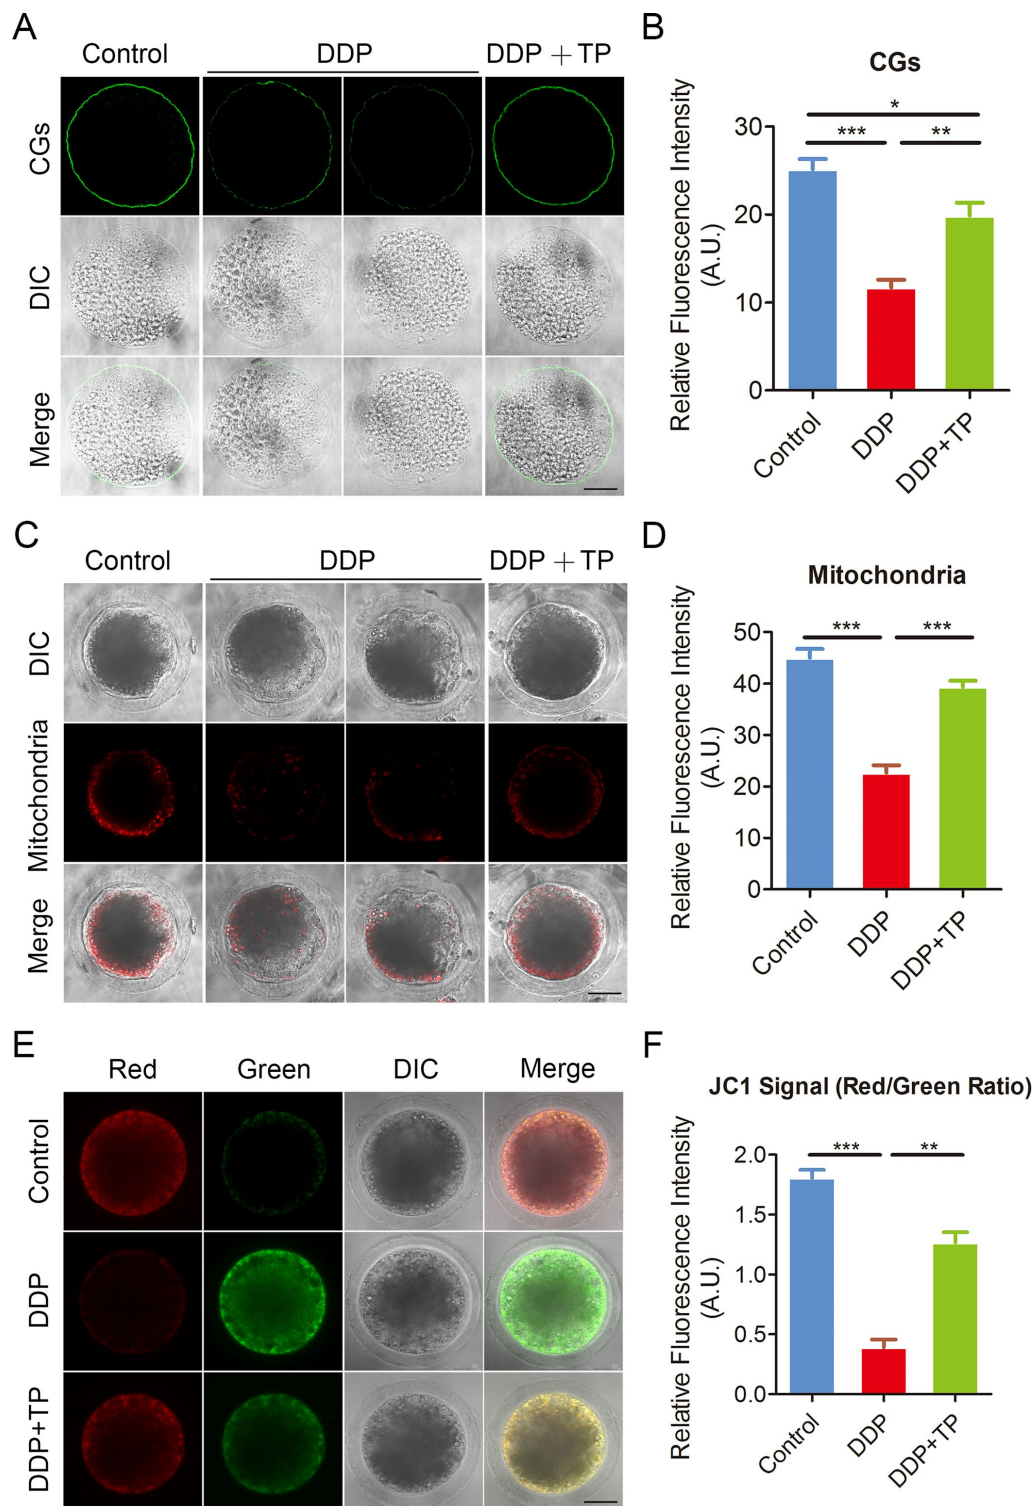 A
Control
DDP
DDP + TP
CGs
DIC
Merge
B
CGs
Relative Fluorescence Intensity
(A.U.)
30
20
10
0
*
***
**
Control
DDP
DDP+TP
C
Control
DDP
DDP + TP
DIC
Mitochondria
Merge
D
Mitochondria
Relative Fluorescence Intensity
(A.U.)
50
40
30
20
10
0
***
***
Control
DDP
DDP+TP
E
Red
Green
DIC
Merge
Control
DDP
DDP+TP
F
JC1 Signal (Red/Green Ratio)
Relative Fluorescence Intensity
(A.U.)
2.0
1.5
1.0
0.5
0.0
***
**
Control
DDP
DDP+TP